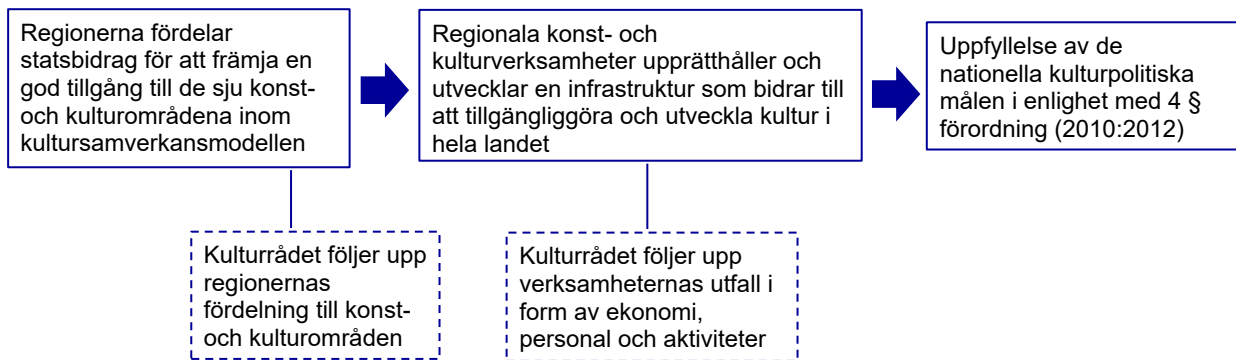 Regionerna fördelar
statsbidrag för att främja en
god tillgång till de sju konst-
och kulturområdena inom
kultursamverkansmodellen
Regionala konst- och
kulturverksamheter upprätthåller och
utvecklar en infrastruktur som bidrar till
att tillgängliggöra och utveckla kultur i
hela landet
Uppfyllelse av de
nationella kulturpolitiska
målen i enlighet med 4 §
förordning (2010:2012)
Kulturrådet följer upp
regionernas
fördelning till konst-
och kulturområden
Kulturrådet följer upp
verksamheternas utfall i
form av ekonomi,
personal och aktiviteter